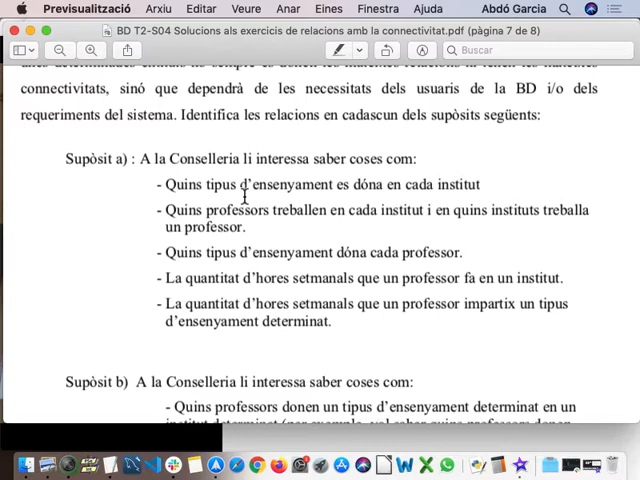 Previsualització Arxiu Editar Veure Anar Eines Finestra Ajuda Abdó Garcia
BD T2-S04 Solucions als exercicis de relacions amb la connectivitat.pdf (pàgina 7 de 8)
Buscar
connectivitats, sinó que dependrà de les necessitats dels usuaris de la BD i/o dels
requeriments del sistema. Identifica les relacions en cadascun dels supòsits següents:
Supòsit a) : A la Conselleria li interessa saber coses com:
- Quins tipus d'ensenyament es dóna en cada institut
- Quins professors treballen en cada institut i en quins instituts treballa
un professor.
- Quins tipus d'ensenyament dóna cada professor.
- La quantitat d'hores setmanals que un professor fa en un institut.
- La quantitat d'hores setmanals que un professor impartix un tipus
d'ensenyament determinat.
Supòsit b) A la Conselleria li interessa saber coses com:
- Quins professors donen un tipus d'ensenyament determinat en un